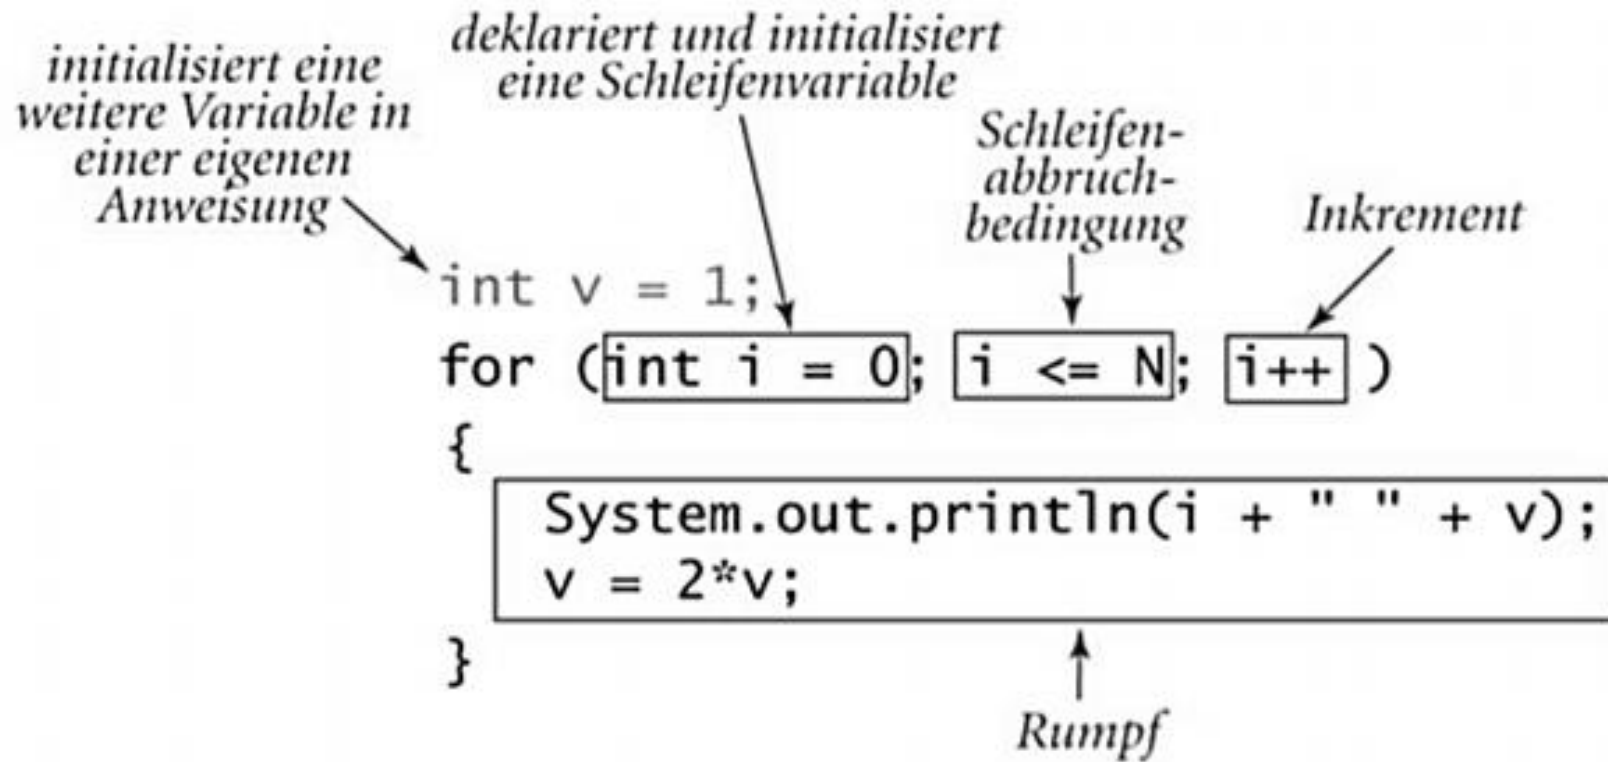 initialisiert eine
weitere Variable in
einer eigenen
Anweisung
deklariert und initialisiert
eine Schleifenvariable
Schleifen-
abbruch-
bedingung
Inkrement
int v = 1;
for (int i = 0; i <= N; i++ )
{
System.out.println(i + " " + v);
v = 2*v;
}
Rumpf